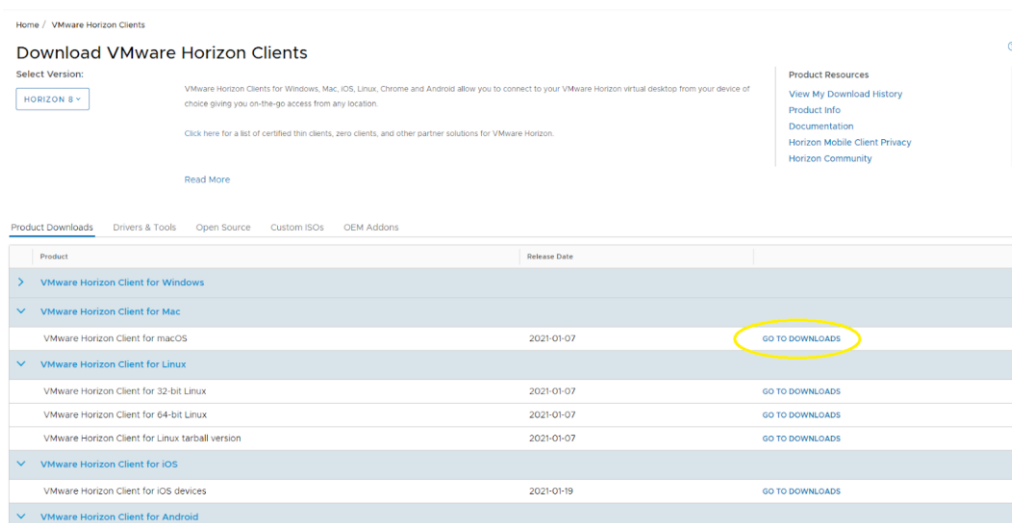 Home / VMware Horizon Clients
Download VMware Horizon Clients
Select Version:
HORIZON 8
VMware Horizon Clients for Windows, Mac, iOS, Linux, Chrome and Android allow you to connect to your VMware Horizon virtual desktop from your device of
choice giving you on-the-go access from any location.
Click here for a list of certified thin clients, zero clients, and other partner solutions for VMware Horizon.
Read More
Product Resources
View My Download History
Product Info
Documentation
Horizon Mobile Client Privacy
Horizon Community
Product Downloads Drivers & Tools Open Source Custom ISOs OEM Addons
Product Release Date
VMware Horizon Client for Windows
VMware Horizon Client for Mac
VMware Horizon Client for macOS 2021-01-07 GO TO DOWNLOADS
VMware Horizon Client for Linux
VMware Horizon Client for 32-bit Linux 2021-01-07 GO TO DOWNLOADS
VMware Horizon Client for 64-bit Linux 2021-01-07 GO TO DOWNLOADS
VMware Horizon Client for Linux tarball version 2021-01-07 GO TO DOWNLOADS
VMware Horizon Client for iOS
VMware Horizon Client for iOS devices 2021-01-19 GO TO DOWNLOADS
VMware Horizon Client for Android